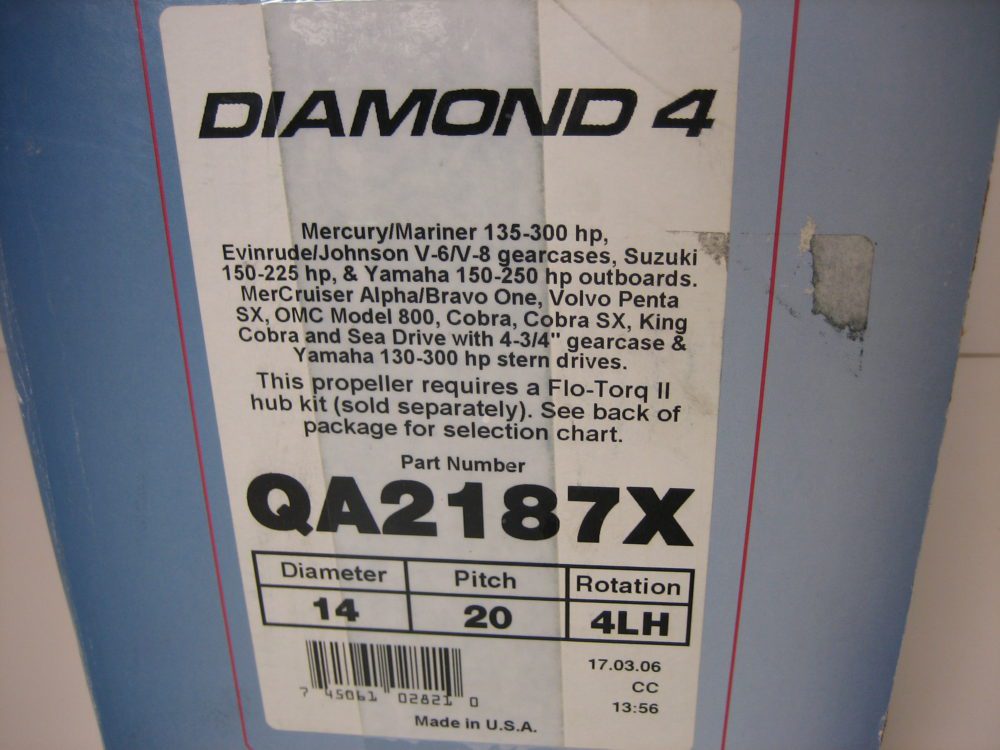 DIAMOND 4
Mercury/Mariner 135-300 hp,
Evinrude/Johnson V-6/V-8 gearcases, Suzuki
150-225 hp, & Yamaha 150-250 hp outboards.
MerCruiser Alpha/Bravo One, Volvo Penta
SX, OMC Model 800, Cobra, Cobra SX, King
Cobra and Sea Drive with 4-3/4" gearcase &
Yamaha 130-300 hp stern drives.
This propeller requires a Flo-Torq II
hub kit (sold separately). See back of
package for selection chart.
Part Number
QA2187X
Diameter Pitch Rotation
14 20 4LH
17.03.06
CC
13:56
7 45061 02821 0
Made in U.S.A.